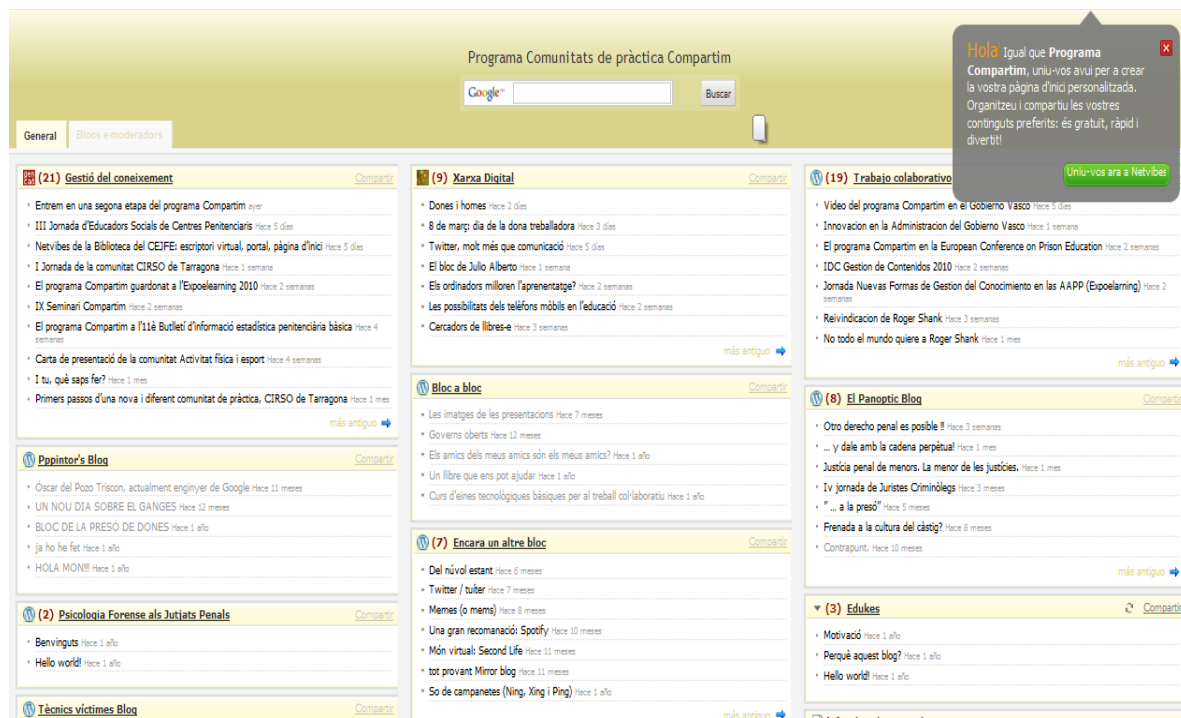 Programa Comunitats de pràctica Compartim
Google™
Buscar
Hola Igual que Programa
Compartim, uniu-vos avui per a crear
la vostra pàgina d'inici personalitzada.
Organitzeu i compartiu les vostres
continguts preferits: és gratuït, ràpid i
divertit!
Uniu-vos ara a Netvibes
General
Blocs e-moderadors
(21) Gestió del coneixement Compartir
Entrem en una segona etapa del programa Compartim ayer
III Jornada d'Educadors Socials de Centres Penitenciaris Hace 5 días
Netvibes de la Biblioteca del CEJFE: escriptori virtual, portal, pàgina d'inici Hace 5 días
I Jornada de la comunitat CIRSO de Tarragona Hace 1 semana
El programa Compartim guardonat a l'Expoelearning 2010 Hace 2 semanas
IX Seminari Compartim Hace 2 semanas
El programa Compartim a l'11è Butlletí d'informació estadística penitenciària bàsica Hace 4
semanas
Carta de presentació de la comunitat Activitat física i esport Hace 4 semanas
I tu, què saps fer? Hace 1 mes
Primers passos d'una nova i diferent comunitat de pràctica, CIRSO de Tarragona Hace 1 mes
más antiguo
Pppintor's Blog Compartir
Òscar del Pozo Triscon, actualment enginyer de Google Hace 11 meses
UN NOU DIA SOBRE EL GANGES Hace 12 meses
BLOC DE LA PRESÓ DE DONES Hace 1 año
ja ho he fet Hace 1 año
HOLA MON!!! Hace 1 año
(2) Psicologia Forense als Jutjats Penals Compartir
Benvinguts Hace 1 año
Hello world! Hace 1 año
Tècnics víctimes Blog Compartir
(9) Xarxa Digital Compartir
Dones i homes Hace 2 días
8 de març: dia de la dona treballadora Hace 3 días
Twitter, molt més que comunicació Hace 5 días
El bloc de Julio Alberto Hace 1 semana
Els ordinadors milloren l'aprenentatge? Hace 2 semanas
Les possibilitats dels telèfons mòbils en l'educació Hace 2 semanas
Cercadors de llibres-e Hace 3 semanas
más antiguo
Bloc a bloc Compartir
Les imatges de les presentacions Hace 7 meses
Governs oberts Hace 12 meses
Els amics dels meus amics són els meus amics? Hace 1 año
Un llibre que ens pot ajudar Hace 1 año
Curs d'eines tecnològiques bàsiques per al treball col·laboratiu Hace 1 año
(7) Encara un altre bloc Compartir
Del núvol estant Hace 6 meses
Twitter / tuiter Hace 7 meses
Memes (o mems) Hace 8 meses
Una gran recomanació: Spotify Hace 10 meses
Món virtual: Second Life Hace 11 meses
tot provant Mirror blog Hace 11 meses
So de campanetes (Ning, Xing i Ping) Hace 1 año
más antiguo
(19) Trabajo colaborativo
Video del programa Compartim en el Gobierno Vasco Hace 5 días
Innovacion en la Administracion del Gobierno Vasco Hace 1 semana
El programa Compartim en la European Conference on Prison Education Hace 2 semanas
IDC Gestion de Contenidos 2010 Hace 2 semanas
Jornada Nuevas Formas de Gestion del Conocimiento en las AAPP (Expoelarning) Hace 2
semanas
Reivindicacion de Roger Shank Hace 3 semanas
No todo el mundo quiere a Roger Shank Hace 1 mes
más antiguo
(8) El Panoptic Blog Compartir
Otro derecho penal es posible !! Hace 3 semanas
... y dale amb la cadena perpètua! Hace 1 mes
Justícia penal de menors. La menor de les justícies. Hace 1 mes
Iv jornada de Juristes Criminòlegs Hace 3 meses
" ... a la presó" Hace 5 meses
Frenada a la cultura del càstig? Hace 8 meses
Contrapunt. Hace 10 meses
más antiguo
(3) Edukes Compartir
Motivació Hace 1 año
Perquè aquest blog? Hace 1 año
Hello world! Hace 1 año